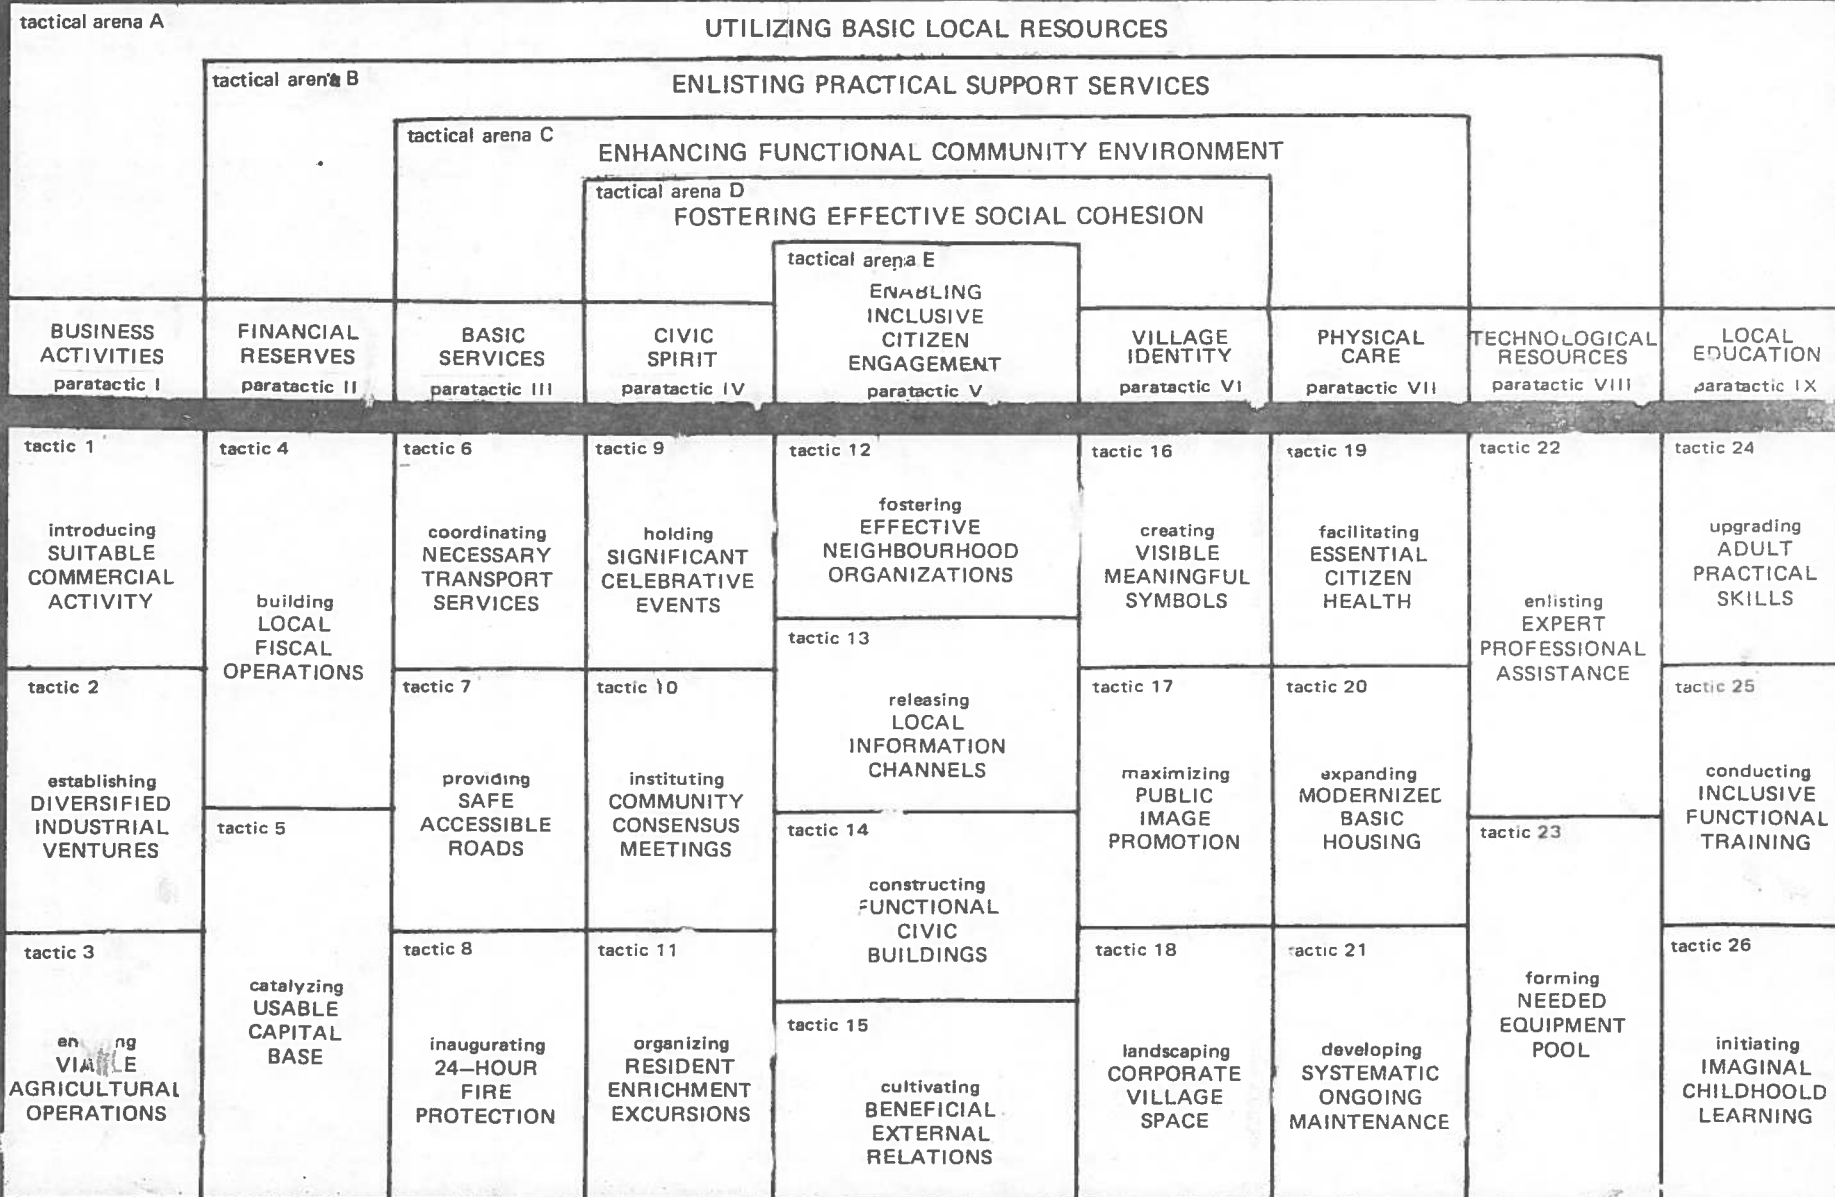 tactical arena A
UTILIZING BASIC LOCAL RESOURCES
tactical arena B
ENLISTING PRACTICAL SUPPORT SERVICES
tactical arena C
ENHANCING FUNCTIONAL COMMUNITY ENVIRONMENT
tactical arena D
FOSTERING EFFECTIVE SOCIAL COHESION
tactical arena E
ENABLING
INCLUSIVE
CITIZEN
ENGAGEMENT
paratactic V
BUSINESS
ACTIVITIES
paratactic I
FINANCIAL
RESERVES
paratactic II
BASIC
SERVICES
paratactic III
CIVIC
SPIRIT
paratactic IV
VILLAGE
IDENTITY
paratactic VI
PHYSICAL
CARE
paratactic VII
TECHNOLOGICAL
RESOURCES
paratactic VIII
LOCAL
EDUCATION
paratactic IX
tactic 1
introducing
SUITABLE
COMMERCIAL
ACTIVITY
tactic 2
establishing
DIVERSIFIED
INDUSTRIAL
VENTURES
tactic 3
AGRICULTURAL
OPERATIONS
tactic 4
building
LOCAL
FISCAL
OPERATIONS
tactic 5
catalyzing
USABLE
CAPITAL
BASE
tactic 6
coordinating
NECESSARY
TRANSPORT
SERVICES
tactic 7
providing
SAFE
ACCESSIBLE
ROADS
tactic 8
inaugurating
24-HOUR
FIRE
PROTECTION
tactic 9
holding
SIGNIFICANT
CELEBRATIVE
EVENTS
tactic 10
instituting
COMMUNITY
CONSENSUS
MEETINGS
tactic 11
organizing
RESIDENT
ENRICHMENT
EXCURSIONS
tactic 12
fostering
EFFECTIVE
NEIGHBOURHOOD
ORGANIZATIONS
tactic 13
releasing
LOCAL
INFORMATION
CHANNELS
tactic 14
constructing
FUNCTIONAL
CIVIC
BUILDINGS
tactic 15
cultivating
BENEFICIAL
EXTERNAL
RELATIONS
tactic 16
creating
VISIBLE
MEANINGFUL
SYMBOLS
tactic 17
maximizing
PUBLIC
IMAGE
PROMOTION
tactic 18
landscaping
CORPORATE
VILLAGE
SPACE
tactic 19
facilitating
ESSENTIAL
CITIZEN
HEALTH
tactic 20
expanding
MODERNIZED
BASIC
HOUSING
tactic 21
developing
SYSTEMATIC
ONGOING
MAINTENANCE
tactic 22
enlisting
EXPERT
PROFESSIONAL
ASSISTANCE
tactic 23
forming
NEEDED
EQUIPMENT
POOL
tactic 24
upgrading
ADULT
PRACTICAL
SKILLS
tactic 25
conducting
INCLUSIVE
FUNCTIONAL
TRAINING
tactic 26
initiating
IMAGINAL
CHILDHOOLD
LEARNING